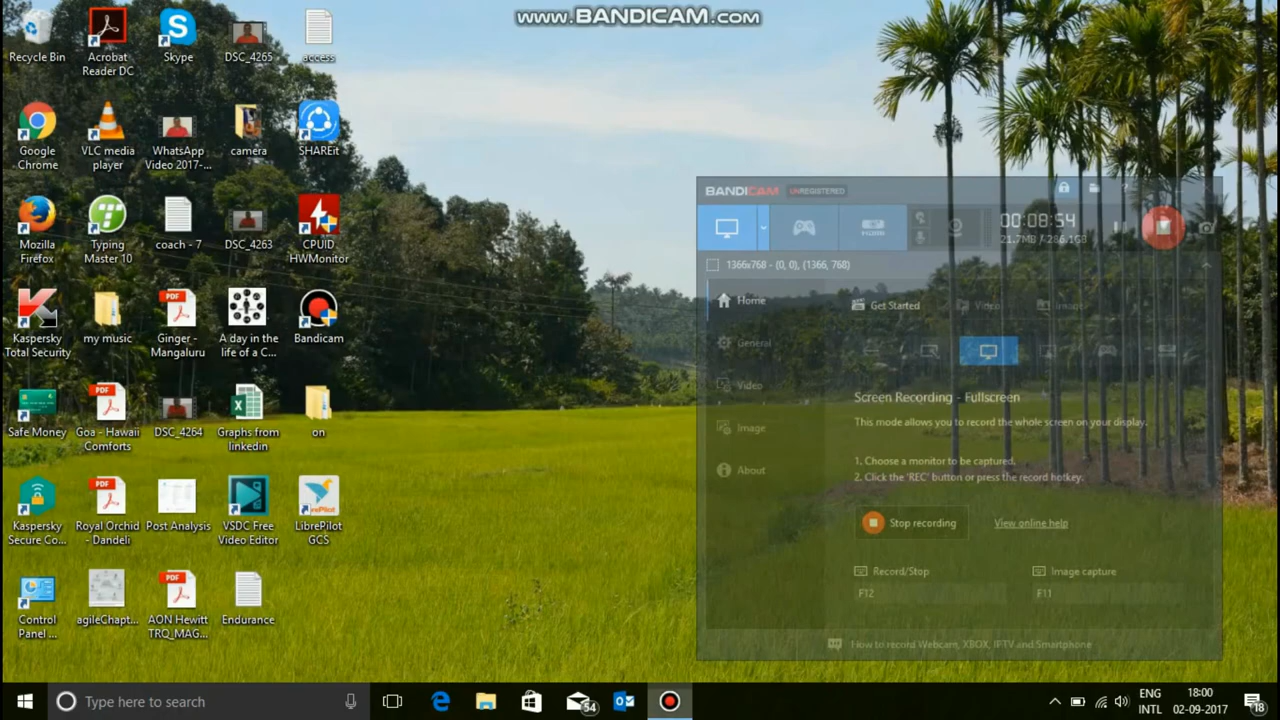 www.BANDICAM.com
Recycle Bin
Acrobat
Reader DC
Skype
DSC_4265
access
Google
Chrome
VLC media
player
WhatsApp
Video 2017-...
camera
SHAREit
Mozilla
Firefox
Typing
Master 10
coach - 7
DSC_4263
CPUID
HWMonitor
Kaspersky
Total Security
my music
PDF
Ginger -
Mangaluru
A day in the
life of a C...
Bandicam
Safe Money
PDF
Goa - Hawaii
Comforts
DSC_4264
Graphs from
linkedin
on
Kaspersky
Secure Co...
PDF
Royal Orchid
- Dandeli
Post Analysis
VSDC Free
Video Editor
LibrePilot
GCS
Control
Panel ...
agileChapt...
PDF
AON Hewitt
TRQ_MAG...
Endurance
BANDICAM UNREGISTERED
HDMI
00:08:54
21.7MB / 286.1GB
1366x768 - (0, 0), (1366, 768)
Home
General
Video
Image
About
Get Started
Video
Image
Screen Recording - Fullscreen
This mode allows you to record the whole screen on your display.
1. Choose a monitor to be captured.
2. Click the 'REC' button or press the record hotkey.
Stop recording
View online help
Record/Stop
F12
Image capture
F11
How to record Webcam, XBOX, IPTV and Smartphone
Type here to search
54
ENG
INTL
18:00
02-09-2017
18